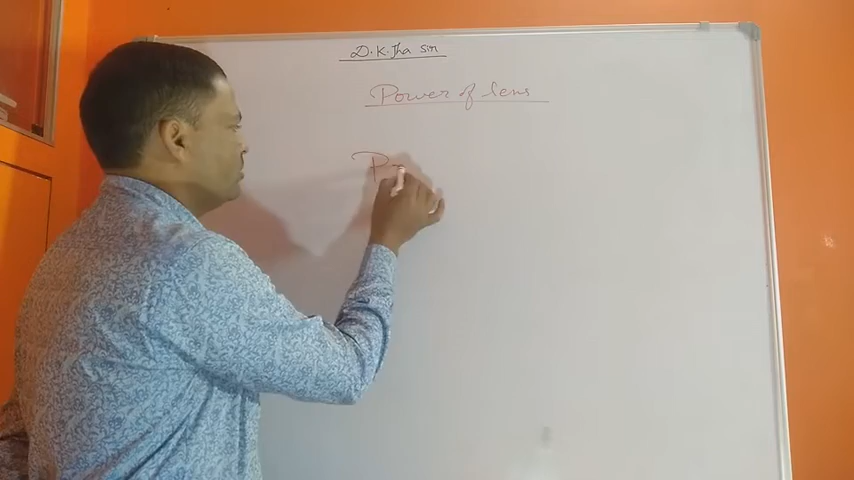 D.K. Jha Sir
Power of lens
P =